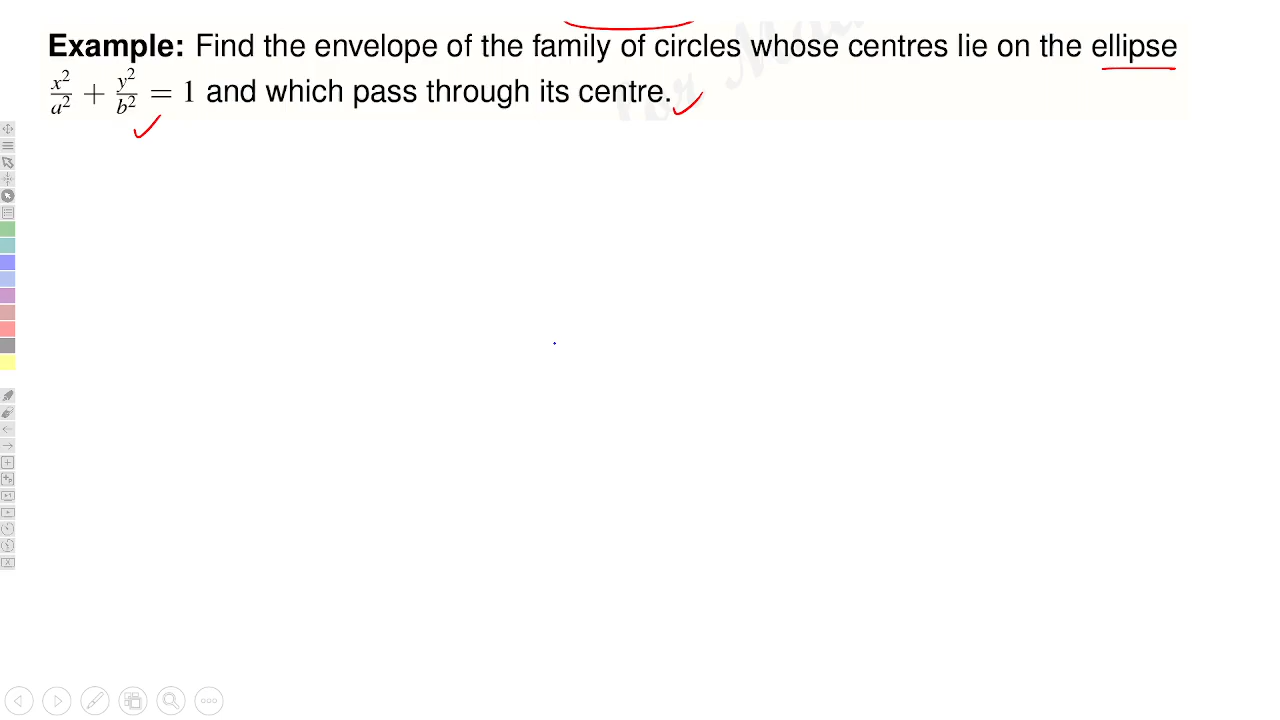 Example: Find the envelope of the family of circles whose centres lie on the ellipse
x²/a² + y²/b² = 1 and which pass through its centre.